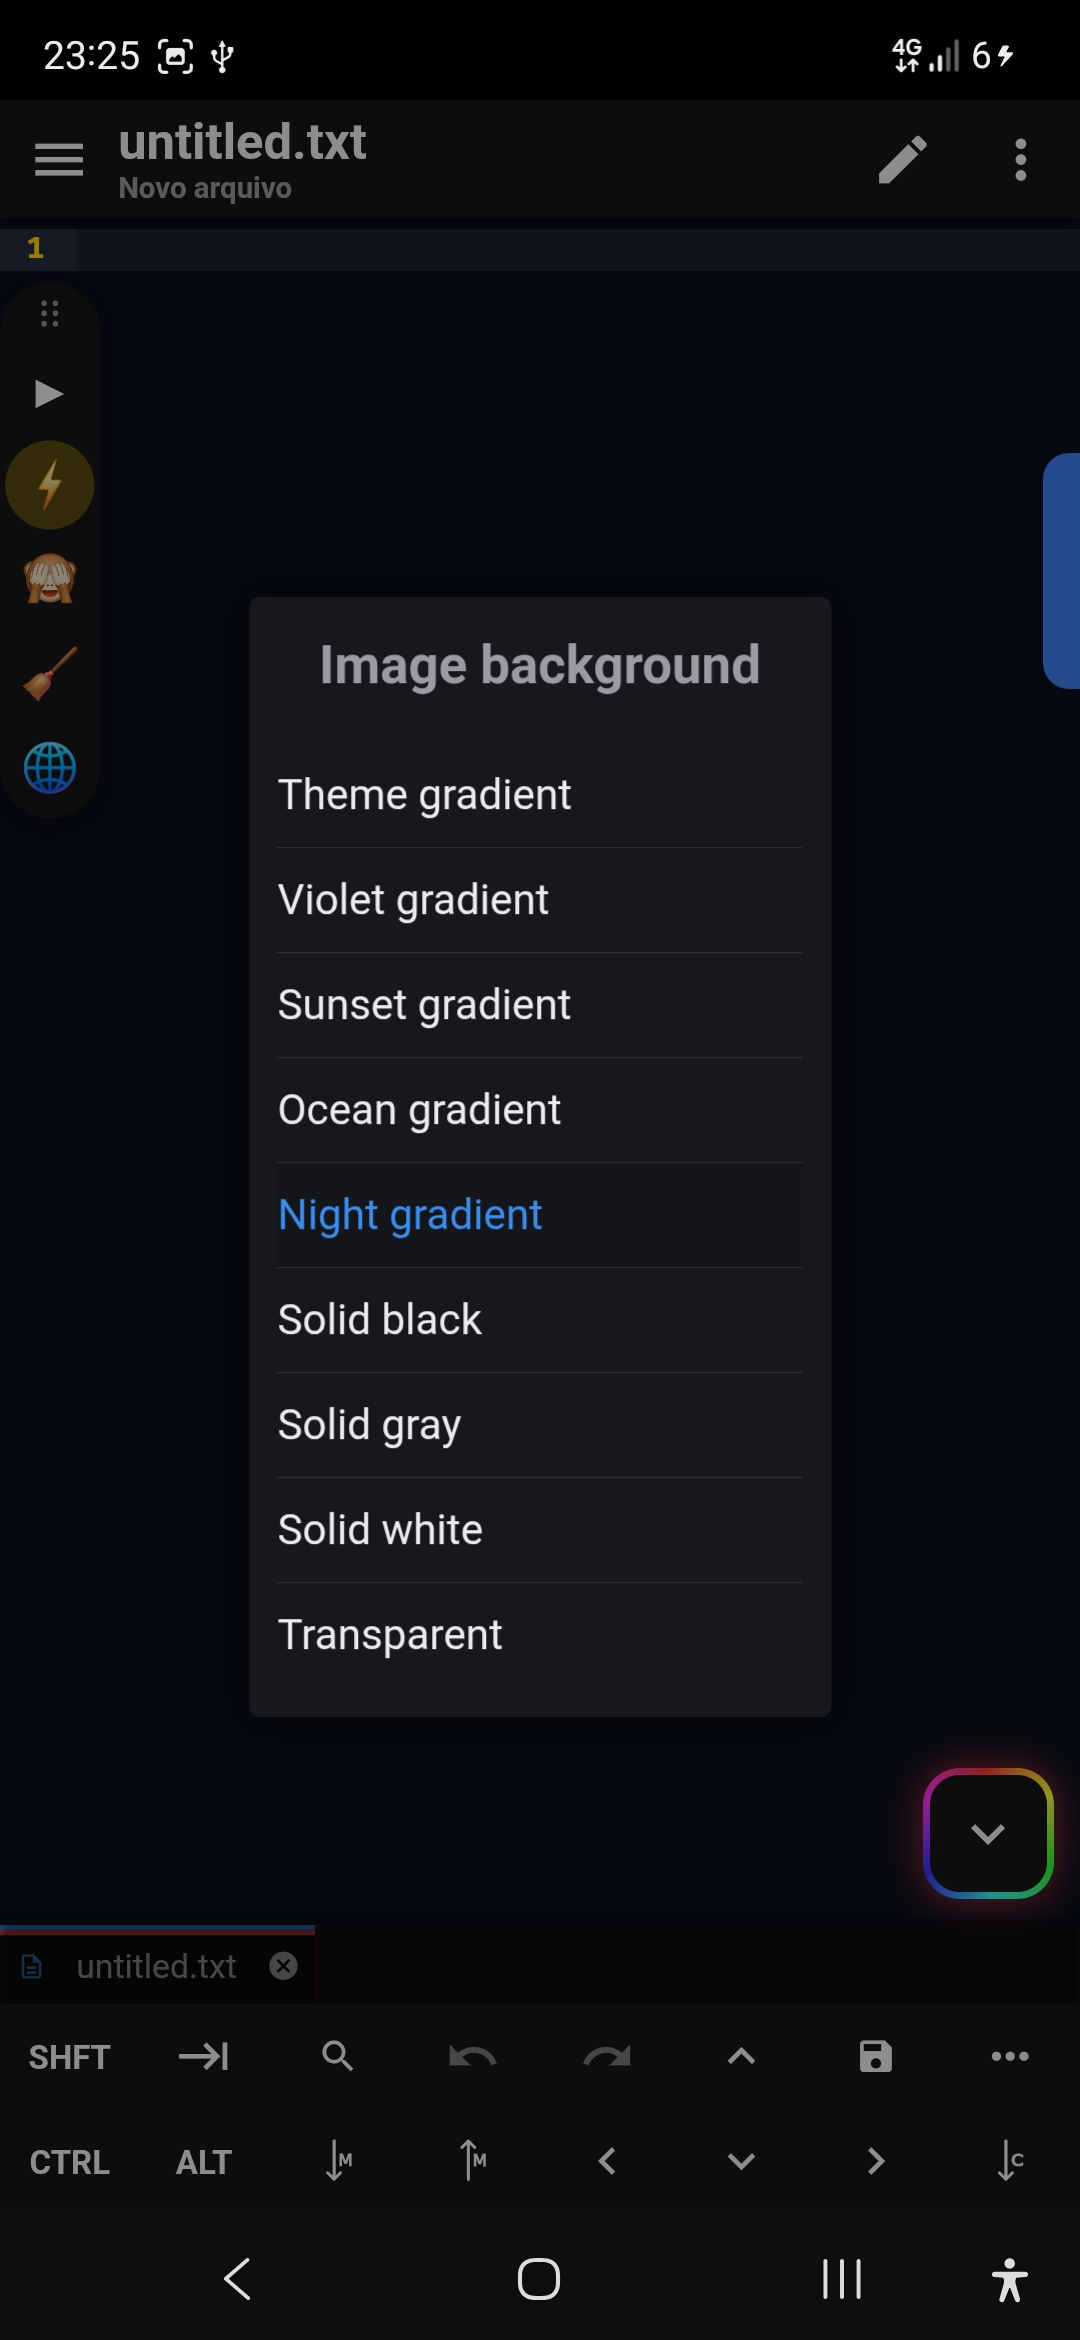 23:25
4G 6
untitled.txt
Novo arquivo
1
Image background
Theme gradient
Violet gradient
Sunset gradient
Ocean gradient
Night gradient
Solid black
Solid gray
Solid white
Transparent
untitled.txt
SHFT
CTRL ALT M M C